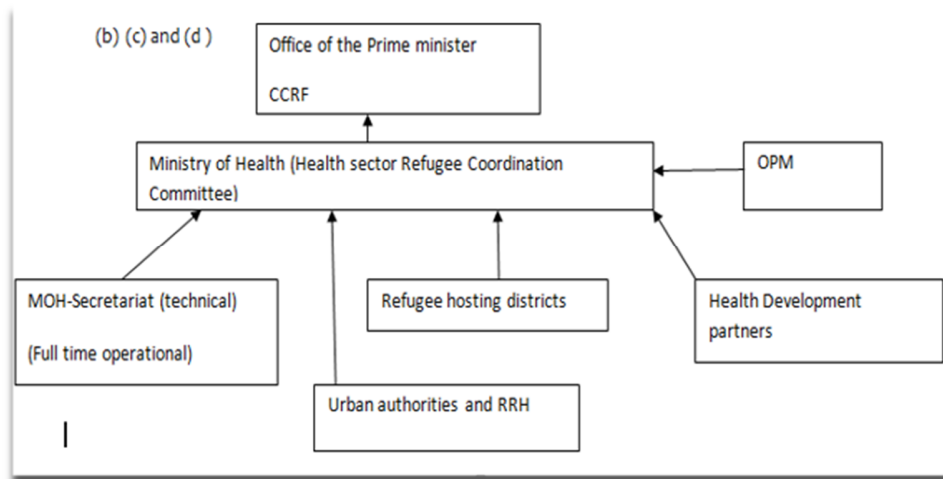 (b) (c) and (d )
Office of the Prime minister
CCRF
Ministry of Health (Health sector Refugee Coordination
Committee)
OPM
MOH-Secretariat (technical)
(Full time operational)
Refugee hosting districts
Health Development
partners
Urban authorities and RRH